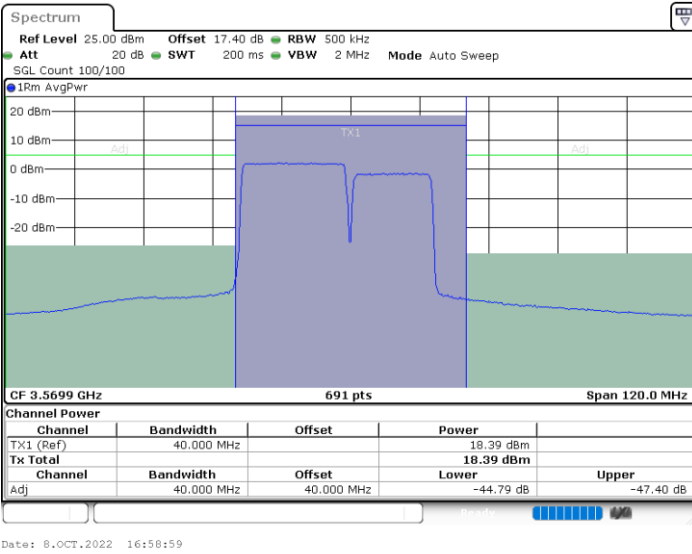 Spectrum
Ref Level 25.00 dBm Offset 17.40 dB RBW 500 kHz
Att 20 dB SWT 200 ms VBW 2 MHz Mode Auto Sweep
SGL Count 100/100
1Rm AvgPwr
20 dBm
TX1
10 dBm
Adj Adj
0 dBm
-10 dBm
-20 dBm
CF 3.5699 GHz 691 pts Span 120.0 MHz
Channel Power
Channel Bandwidth Offset Power
TX1 (Ref) 40.000 MHz 18.39 dBm
Tx Total 18.39 dBm
Channel Bandwidth Offset Lower Upper
Adj 40.000 MHz 40.000 MHz -44.79 dB -47.40 dB
Ready
Date: 8.OCT.2022 16:58:59